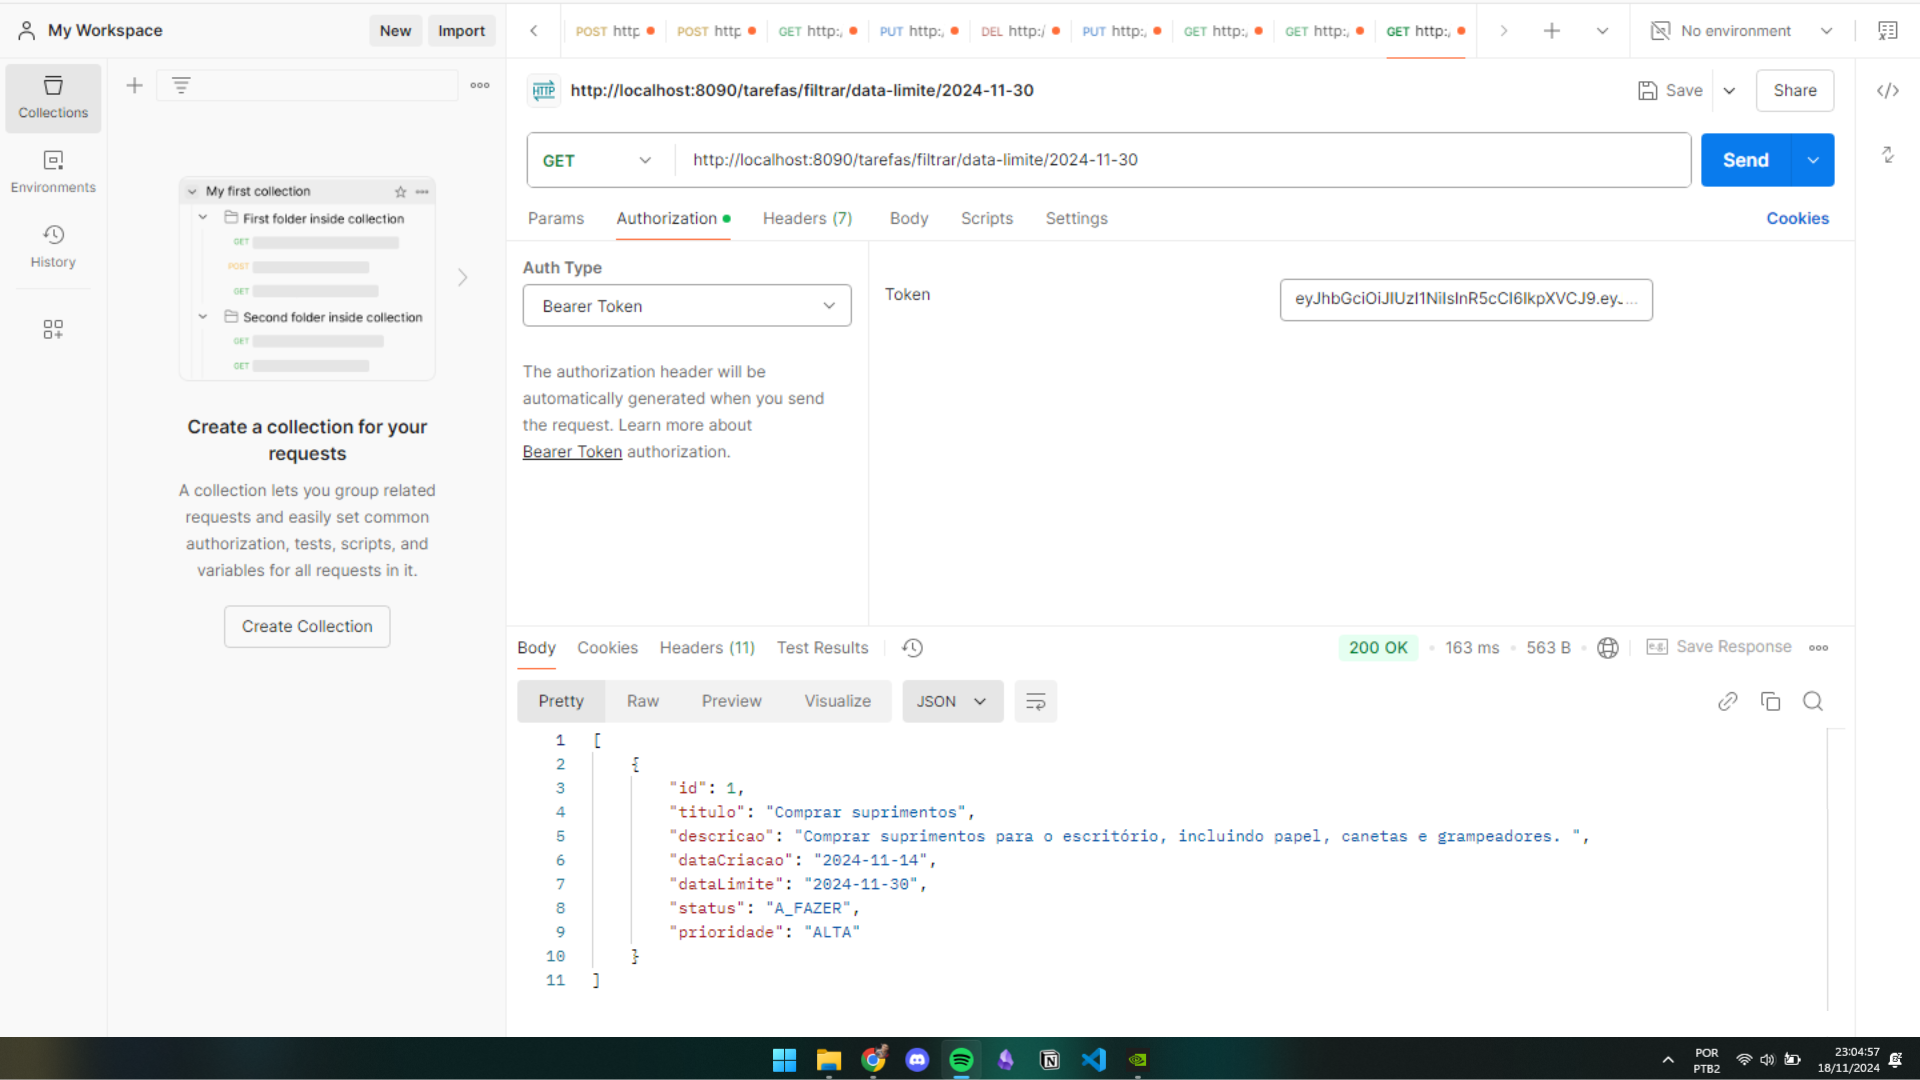 My Workspace
New
Import
POST http
POST http
GET http:/
PUT http:/
DEL http:/
PUT http:/
GET http:/
GET http:/
GET http:/
No environment
Collections
Environments
History
My first collection
First folder inside collection
GET
POST
GET
Second folder inside collection
GET
GET
Create a collection for your
requests
A collection lets you group related
requests and easily set common
authorization, tests, scripts, and
variables for all requests in it.
Create Collection
HTTP
http://localhost:8090/tarefas/filtrar/data-limite/2024-11-30
Save
Share
GET
http://localhost:8090/tarefas/filtrar/data-limite/2024-11-30
Send
Params
Authorization
Headers (7)
Body
Scripts
Settings
Cookies
Auth Type
Bearer Token
The authorization header will be
automatically generated when you send
the request. Learn more about
Bearer Token authorization.
Token
Body
Cookies
Headers (11)
Test Results
200 OK
163 ms
563 B
e.g.
Save Response
Pretty
Raw
Preview
Visualize
JSON
1 [
2 {
3 "id": 1,
4 "titulo": "Comprar suprimentos",
5 "descricao": "Comprar suprimentos para o escritório, incluindo papel, canetas e grampeadores. ",
6 "dataCriacao": "2024-11-14",
7 "dataLimite": "2024-11-30",
8 "status": "A_FAZER",
9 "prioridade": "ALTA"
10 }
11 ]
POR
PTB2
23:04:57
18/11/2024